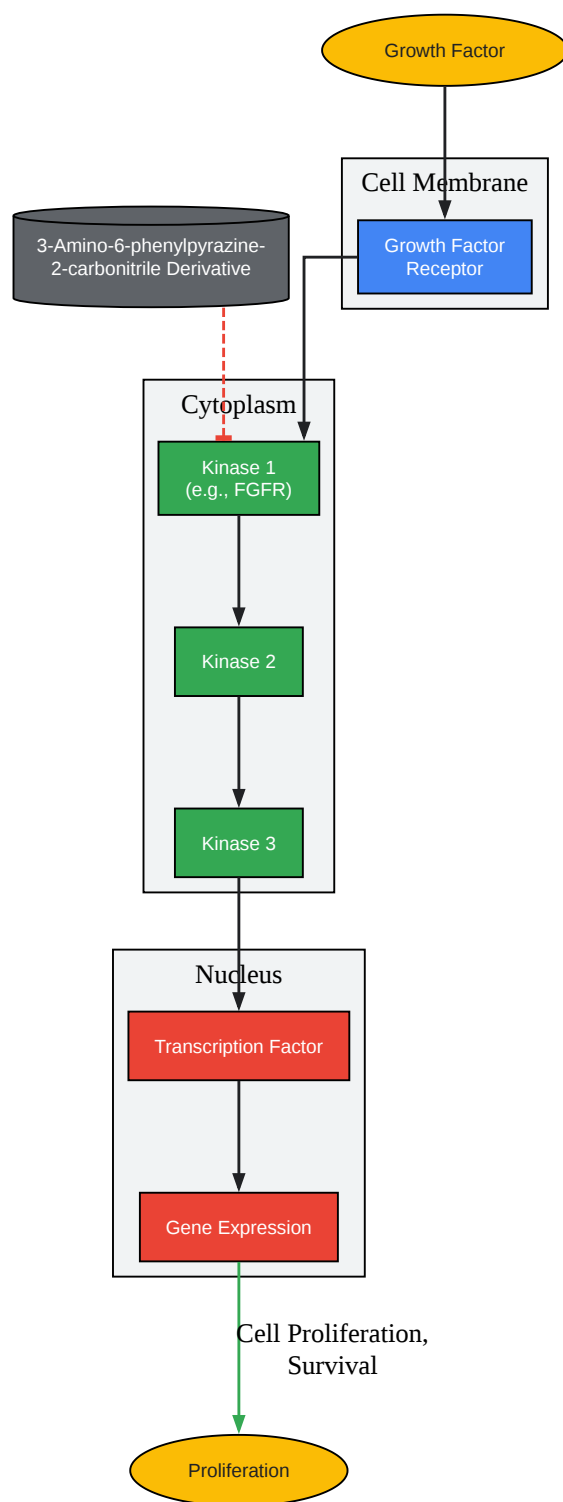 Growth Factor
Cell Membrane
Growth Factor
Receptor
3-Amino-6-phenylpyrazine-
2-carbonitrile Derivative
Cytoplasm
Kinase 1
(e.g., FGFR)
Kinase 2
Kinase 3
Nucleus
Transcription Factor
Gene Expression
Cell Proliferation,
Survival
Proliferation